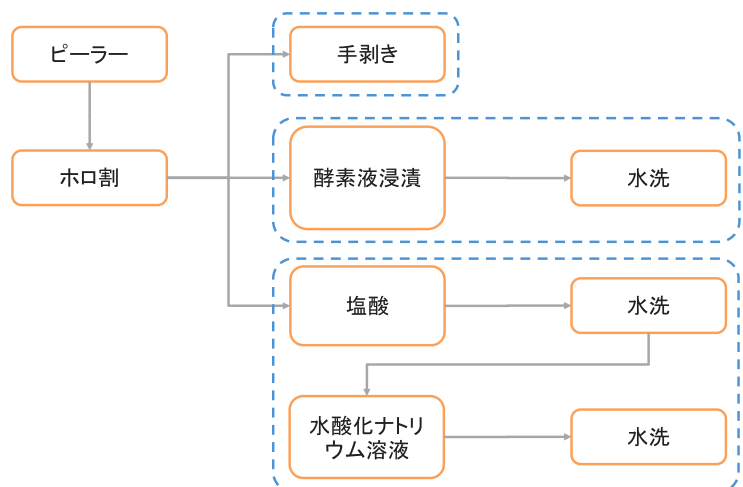 ピーラー
手剥き
ホロ割
酵素液浸漬
水洗
塩酸
水洗
水酸化ナトリ
ウム溶液
水洗